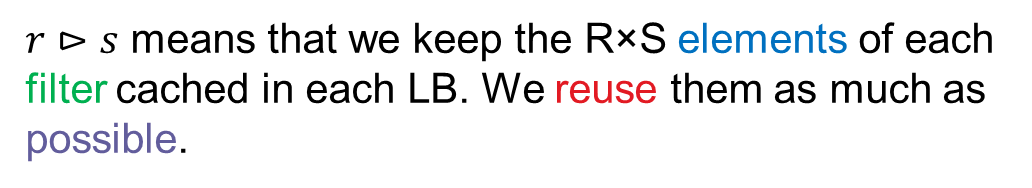 r ⊳ s means that we keep the R×S elements of each
filter cached in each LB. We reuse them as much as
possible.